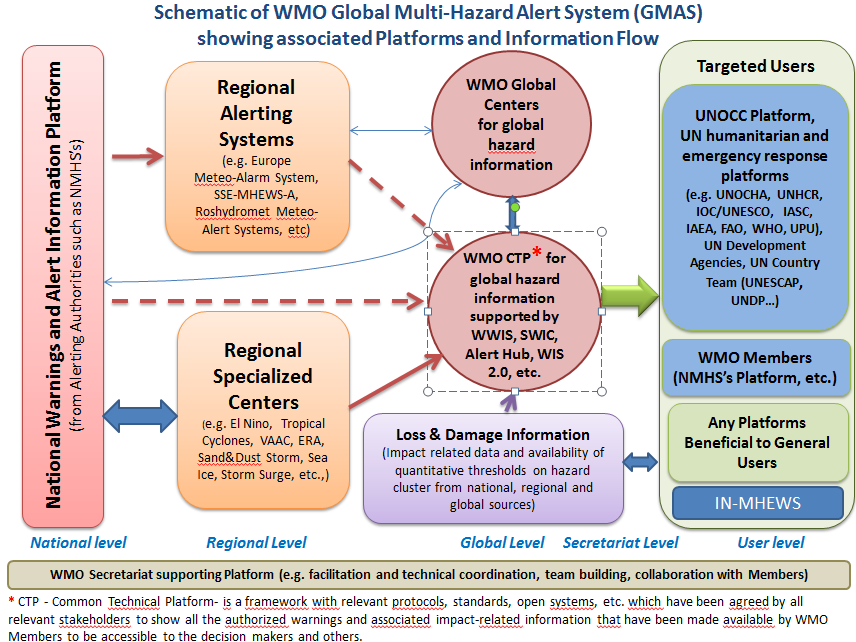 Schematic of WMO Global Multi-Hazard Alert System (GMAS)
showing associated Platforms and Information Flow
National Warnings and Alert Information Platform
(from Alerting Authorities such as NMHS's)
Regional
Alerting
Systems
(e.g. Europe
Meteo-Alarm System,
SSE-MHEWS-A,
Roshydromet Meteo-
Alert Systems, etc)
Regional
Specialized
Centers
(e.g. El Nino, Tropical
Cyclones, VAAC, ERA,
Sand&Dust Storm, Sea
Ice, Storm Surge, etc.,)
WMO Global
Centers
for global
hazard
information
WMO CTP* for
global hazard
information
supported by
WWIS, SWIC,
Alert Hub, WIS
2.0, etc.
Loss & Damage Information
(Impact related data and availability of
quantitative thresholds on hazard
cluster from national, regional and
global sources)
Targeted Users
UNOCC Platform,
UN humanitarian and
emergency response
platforms
(e.g. UNOCHA, UNHCR,
IOC/UNESCO, IASC,
IAEA, FAO, WHO, UPU),
UN Development
Agencies, UN Country
Team (UNESCAP,
UNDP...)
WMO Members
(NMHS's Platform, etc.)
Any Platforms
Beneficial to General
Users
IN-MHEWS
National level
Regional Level
Global Level
Secretariat Level
User level
WMO Secretariat supporting Platform (e.g. facilitation and technical coordination, team building, collaboration with Members)
* CTP - Common Technical Platform- is a framework with relevant protocols, standards, open systems, etc. which have been agreed by all
relevant stakeholders to show all the authorized warnings and associated impact-related information that have been made available by WMO
Members to be accessible to the decision makers and others.